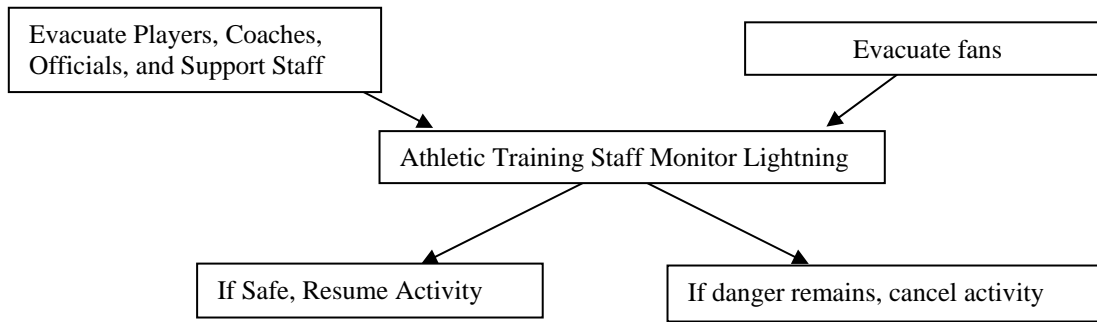 Evacuate Players, Coaches,
Officials, and Support Staff
Evacuate fans
Athletic Training Staff Monitor Lightning
If Safe, Resume Activity
If danger remains, cancel activity